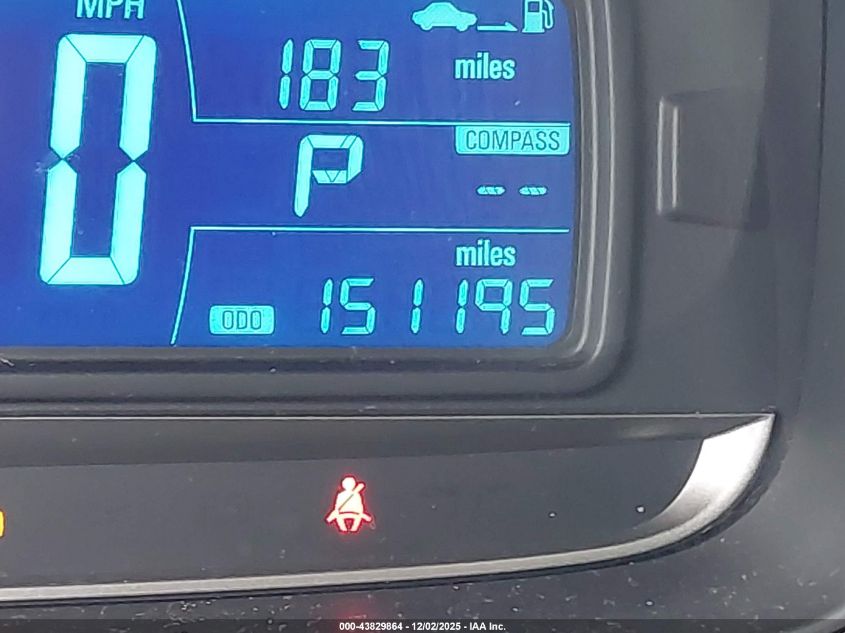 MPH
183 miles
COMPASS
P
--
miles
ODO 151195
000-43829864 - 12/02/2025 - IAA Inc.
0